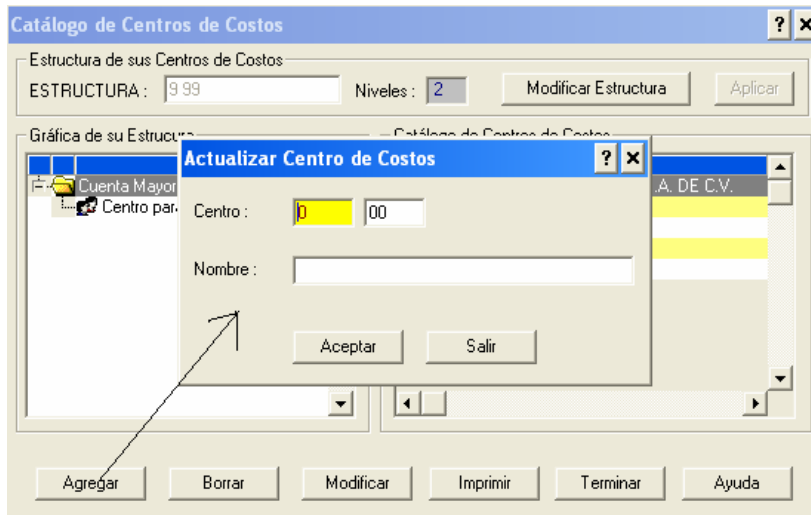 Catálogo de Centros de Costos
Estructura de sus Centros de Costos
ESTRUCTURA : 9 99 Niveles : 2 Modificar Estructura Aplicar
Gráfica de su Estrucura Catálogo de Centros de Costos
Actualizar Centro de Costos
Cuenta Mayor .A. DE C.V.
Centro par
Centro : 0 00
Nombre :
Aceptar Salir
Agregar Borrar Modificar Imprimir Terminar Ayuda